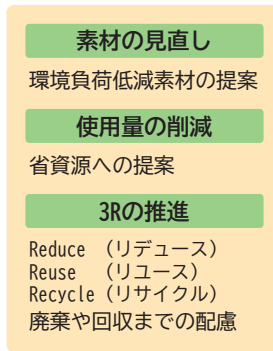 素材の見直し
環境負荷低減素材の提案
使用量の削減
省資源への提案
3Rの推進
Reduce （リデュース）
Reuse （リユース）
Recycle（リサイクル）
廃棄や回収までの配慮